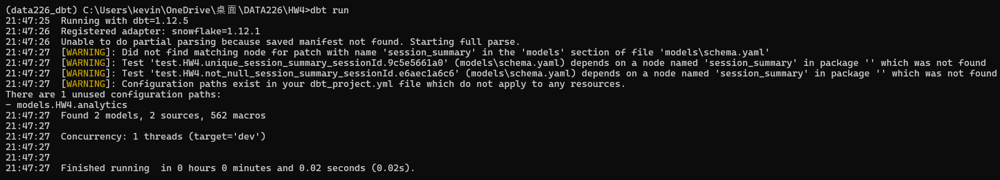 (data226_dbt) C:\Users\kevin\OneDrive\桌面\DATA226\HW4>dbt run
21:47:25  Running with dbt=1.12.5
21:47:26  Registered adapter: snowflake=1.12.1
21:47:26  Unable to do partial parsing because saved manifest not found. Starting full parse.
21:47:27  [WARNING]: Did not find matching node for patch with name 'session_summary' in the 'models' section of file 'models\schema.yaml'
21:47:27  [WARNING]: Test 'test.HW4.unique_session_summary_sessionId.9c5e5661a0' (models\schema.yaml) depends on a node named 'session_summary' in package '' which was not found
21:47:27  [WARNING]: Test 'test.HW4.not_null_session_summary_sessionId.e6aec1a6c6' (models\schema.yaml) depends on a node named 'session_summary' in package '' which was not found
21:47:27  [WARNING]: Configuration paths exist in your dbt_project.yml file which do not apply to any resources.
There are 1 unused configuration paths:
- models.HW4.analytics
21:47:27  Found 2 models, 2 sources, 562 macros
21:47:27
21:47:27  Concurrency: 1 threads (target='dev')
21:47:27
21:47:27
21:47:27  Finished running  in 0 hours 0 minutes and 0.02 seconds (0.02s).